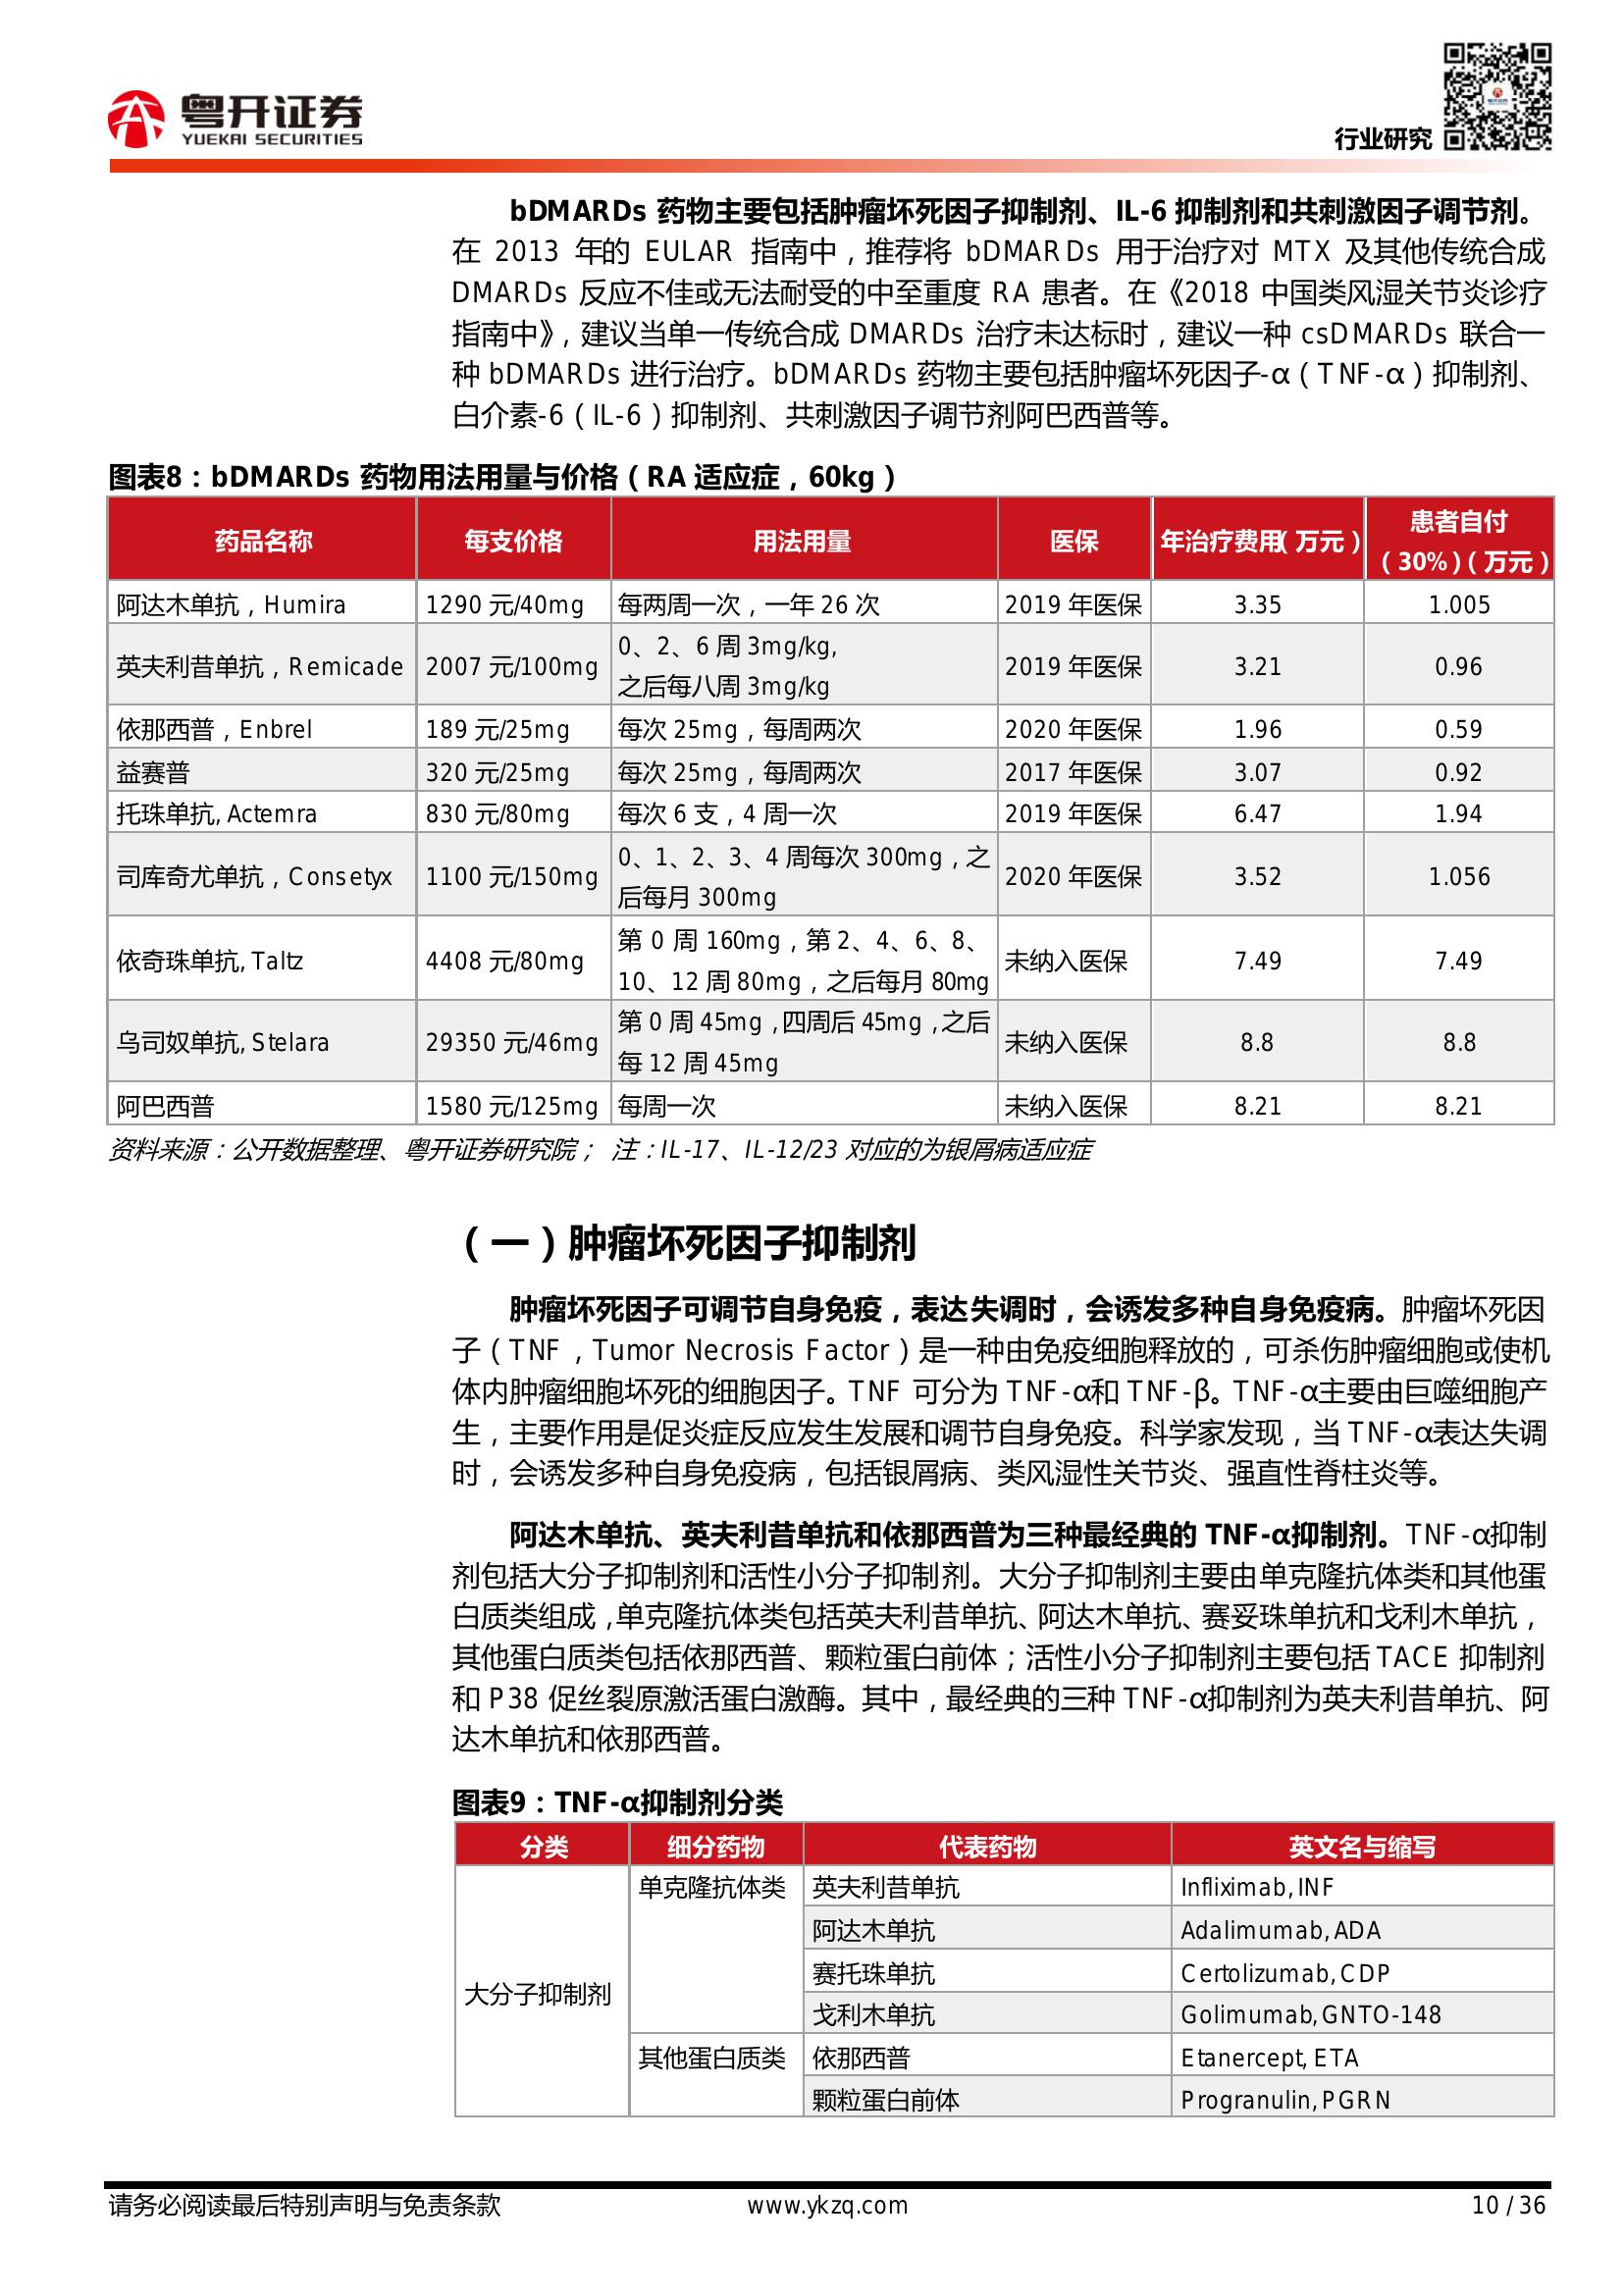 粤开证券
YUEKAI SECURITIES
行业研究
bDMARDs 药物主要包括肿瘤坏死因子抑制剂、IL-6 抑制剂和共刺激因子调节剂。
在 2013 年的 EULAR 指南中，推荐将 bDMARDs 用于治疗对 MTX 及其他传统合成
DMARDs 反应不佳或无法耐受的中至重度 RA 患者。在《2018 中国类风湿关节炎诊疗
指南中》，建议当单一传统合成 DMARDs 治疗未达标时，建议一种 csDMARDs 联合一
种 bDMARDs 进行治疗。bDMARDs 药物主要包括肿瘤坏死因子-α（TNF-α）抑制剂、
白介素-6（IL-6）抑制剂、共刺激因子调节剂阿巴西普等。
图表8：bDMARDs 药物用法用量与价格（RA 适应症，60kg）
药品名称 每支价格 用法用量 医保 年治疗费用（万元） 患者自付
（30%）（万元）
阿达木单抗，Humira 1290 元/40mg 每两周一次，一年 26 次 2019 年医保 3.35 1.005
英夫利昔单抗，Remicade 2007 元/100mg 0、2、6 周 3mg/kg, 2019 年医保 3.21 0.96
之后每八周 3mg/kg
依那西普，Enbrel 189 元/25mg 每次 25mg，每周两次 2020 年医保 1.96 0.59
益赛普 320 元/25mg 每次 25mg，每周两次 2017 年医保 3.07 0.92
托珠单抗, Actemra 830 元/80mg 每次 6 支，4 周一次 2019 年医保 6.47 1.94
司库奇尤单抗，Consetyx 1100 元/150mg 0、1、2、3、4 周每次 300mg，之 2020 年医保 3.52 1.056
后每月 300mg
依奇珠单抗, Taltz 4408 元/80mg 第 0 周 160mg，第 2、4、6、8、 未纳入医保 7.49 7.49
10、12 周 80mg，之后每月 80mg
乌司奴单抗, Stelara 29350 元/46mg 第 0 周 45mg，四周后 45mg，之后 未纳入医保 8.8 8.8
每 12 周 45mg
阿巴西普 1580 元/125mg 每周一次 未纳入医保 8.21 8.21
资料来源：公开数据整理、粤开证券研究院； 注：IL-17、IL-12/23 对应的为银屑病适应症
（一）肿瘤坏死因子抑制剂
肿瘤坏死因子可调节自身免疫，表达失调时，会诱发多种自身免疫病。肿瘤坏死因
子（TNF，Tumor Necrosis Factor）是一种由免疫细胞释放的，可杀伤肿瘤细胞或使机
体内肿瘤细胞坏死的细胞因子。TNF 可分为 TNF-α和 TNF-β。TNF-α主要由巨噬细胞产
生，主要作用是促炎症反应发生发展和调节自身免疫。科学家发现，当 TNF-α表达失调
时，会诱发多种自身免疫病，包括银屑病、类风湿性关节炎、强直性脊柱炎等。
阿达木单抗、英夫利昔单抗和依那西普为三种最经典的 TNF-α抑制剂。TNF-α抑制
剂包括大分子抑制剂和活性小分子抑制剂。大分子抑制剂主要由单克隆抗体类和其他蛋
白质类组成，单克隆抗体类包括英夫利昔单抗、阿达木单抗、赛妥珠单抗和戈利木单抗，
其他蛋白质类包括依那西普、颗粒蛋白前体；活性小分子抑制剂主要包括 TACE 抑制剂
和 P38 促丝裂原激活蛋白激酶。其中，最经典的三种 TNF-α抑制剂为英夫利昔单抗、阿
达木单抗和依那西普。
图表9：TNF-α抑制剂分类
分类 细分药物 代表药物 英文名与缩写
大分子抑制剂 单克隆抗体类 英夫利昔单抗 Infliximab, INF
阿达木单抗 Adalimumab, ADA
赛托珠单抗 Certolizumab, CDP
戈利木单抗 Golimumab, GNTO-148
其他蛋白质类 依那西普 Etanercept, ETA
颗粒蛋白前体 Progranulin, PGRN
请务必阅读最后特别声明与免责条款 www.ykzq.com 10 / 36